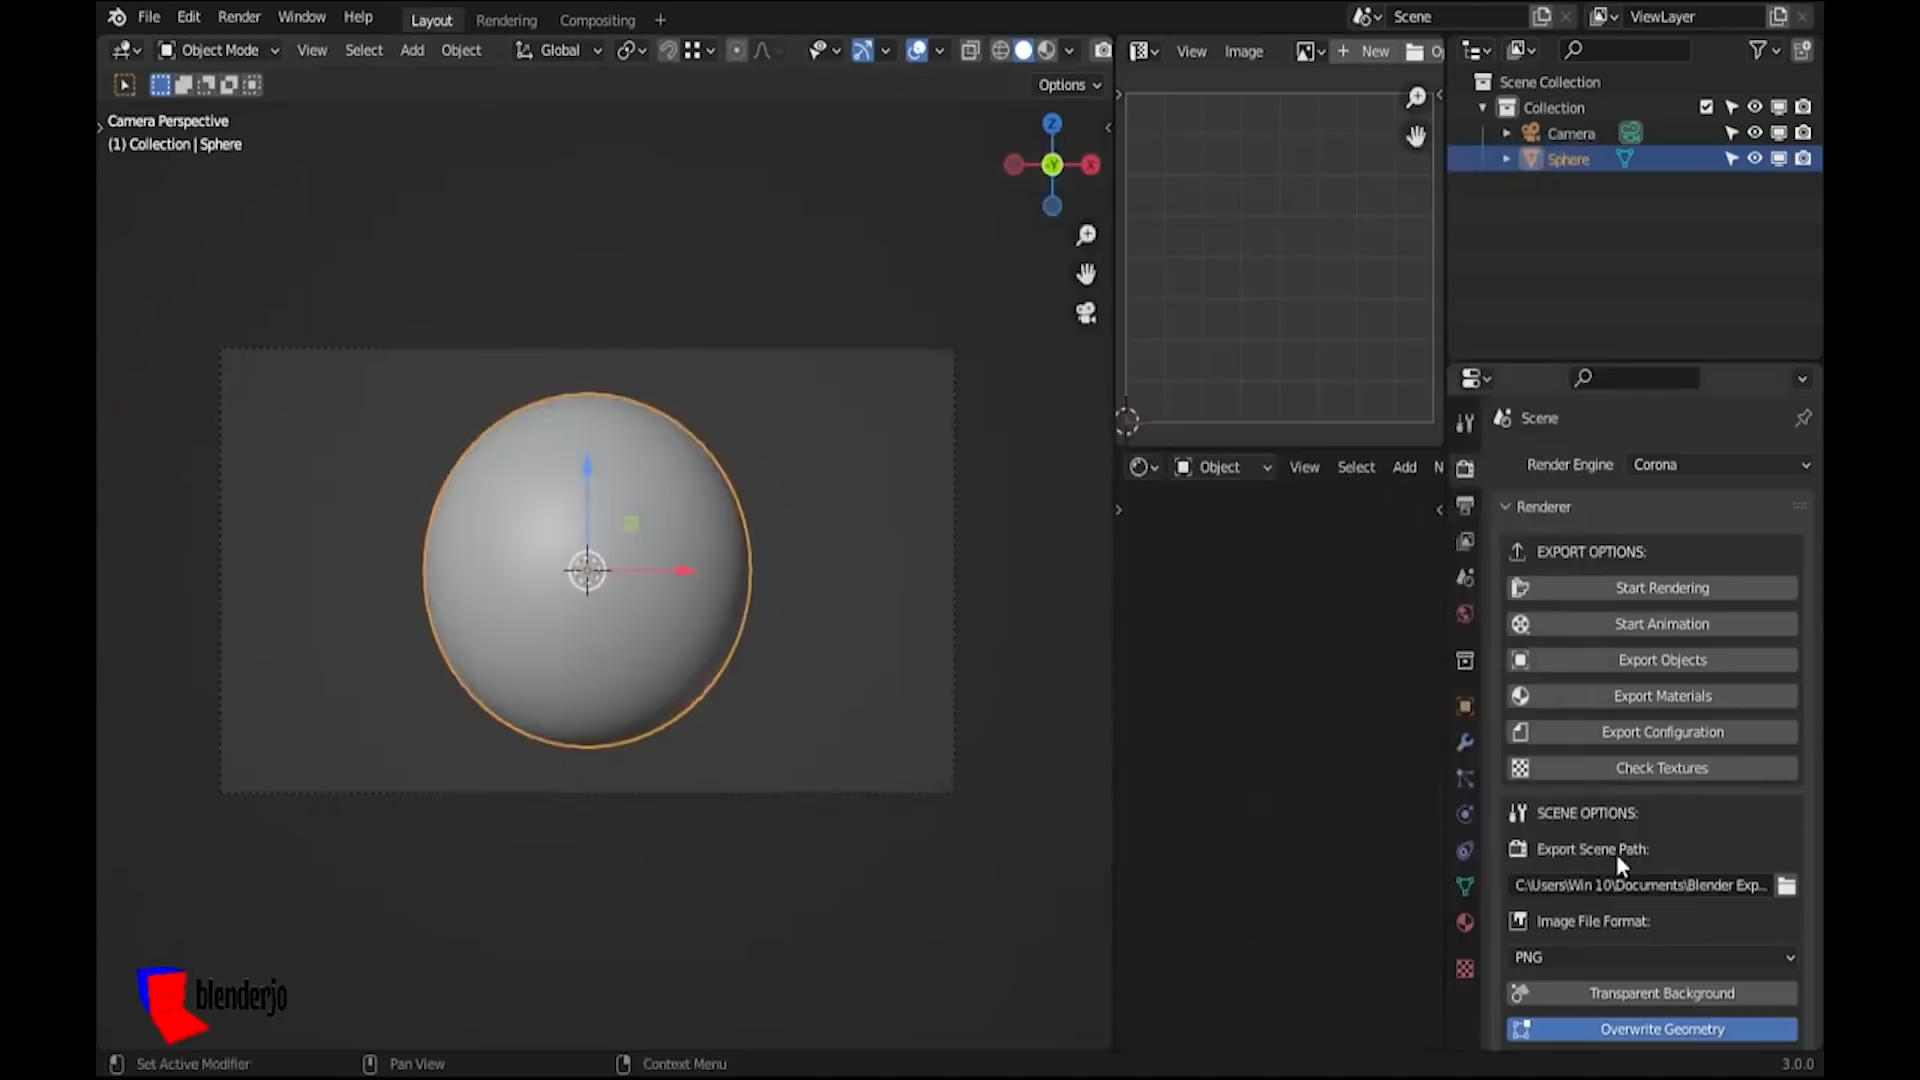 File Edit Render Window Help Layout Rendering Compositing + Scene ViewLayer
Object Mode View Select Add Object Global View Image + New
Options
Camera Perspective
(1) Collection | Sphere
Z
Y
X
Scene Collection
Collection
Camera
Sphere
Object View Select Add N
Scene
Render Engine Corona
Renderer
EXPORT OPTIONS:
Start Rendering
Start Animation
Export Objects
Export Materials
Export Configuration
Check Textures
SCENE OPTIONS:
Export Scene Path:
C:\Users\Win 10\Documents\Blender Exp...
Image File Format:
PNG
Transparent Background
Overwrite Geometry
blenderjo
Set Active Modifier Pan View Context Menu 3.0.0